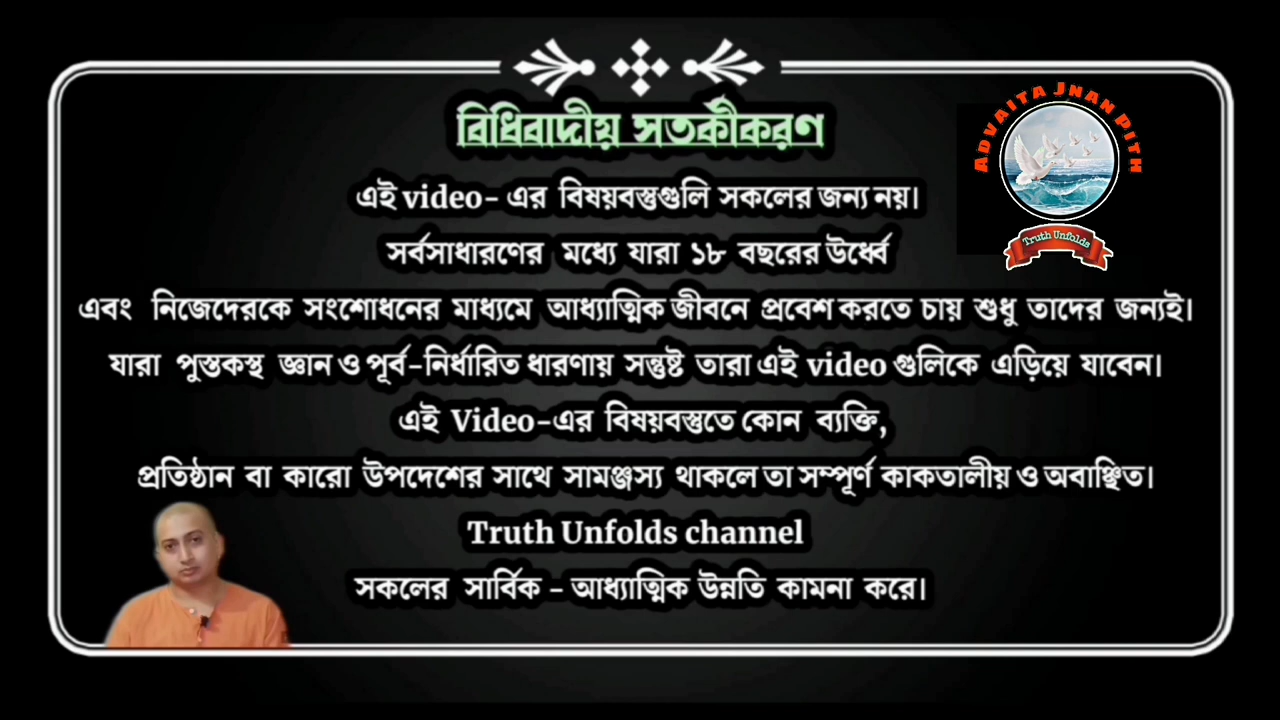 বিধিবাদীয় সতর্কীকরণ
ADVAITA JNAN PITH
Truth Unfolds
এই video- এর বিষয়বস্তুগুলি সকলের জন্য নয়।
সর্বসাধারণের মধ্যে যারা ১৮ বছরের উর্ধ্বে
এবং নিজেদেরকে সংশোধনের মাধ্যমে আধ্যাত্মিক জীবনে প্রবেশ করতে চায় শুধু তাদের জন্যই।
যারা পুস্তকস্থ জ্ঞান ও পূর্ব-নির্ধারিত ধারণায় সন্তুষ্ট তারা এই video গুলিকে এড়িয়ে যাবেন।
এই Video-এর বিষয়বস্তুতে কোন ব্যক্তি,
প্রতিষ্ঠান বা কারো উপদেশের সাথে সামঞ্জস্য থাকলে তা সম্পূর্ণ কাকতালীয় ও অবাঞ্ছিত।
Truth Unfolds channel
সকলের সার্বিক - আধ্যাত্মিক উন্নতি কামনা করে।